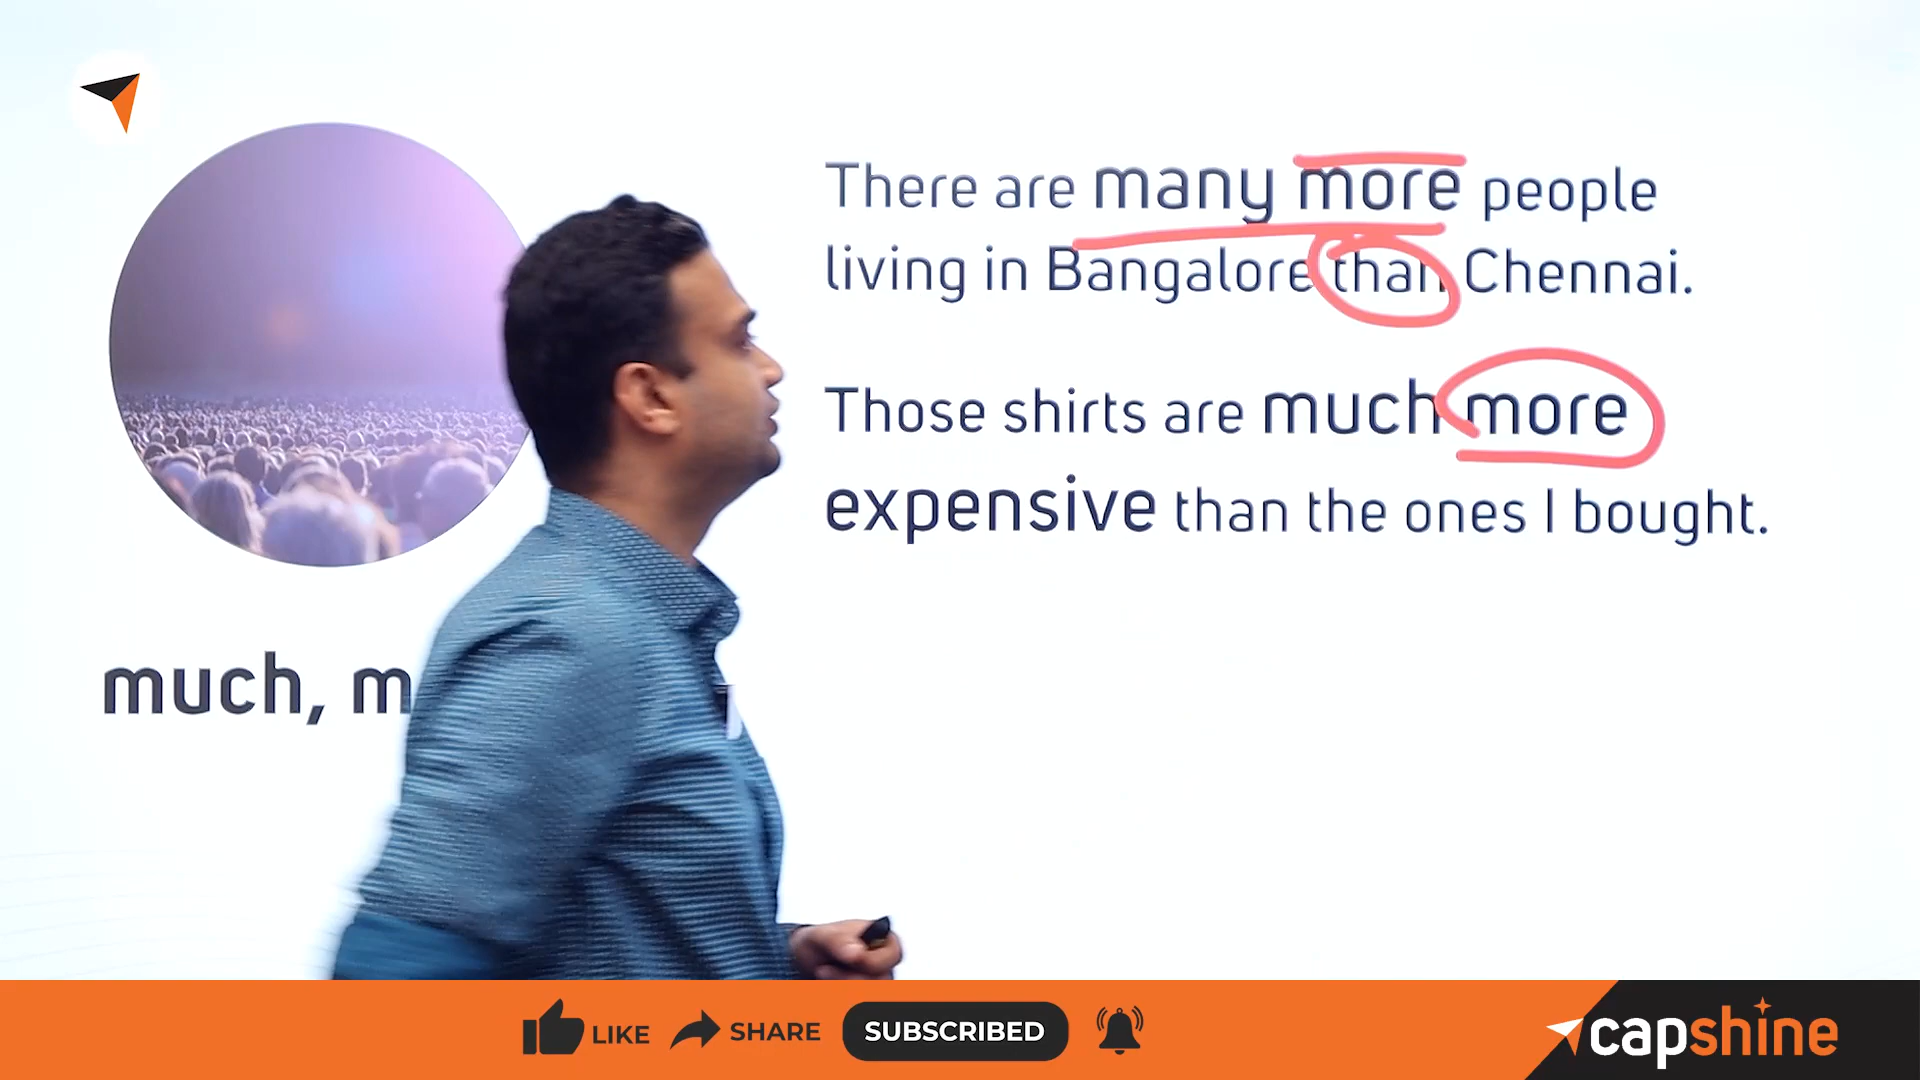 There are many more people
living in Bangalore than Chennai.
Those shirts are much more
expensive than the ones I bought.
much, m
LIKE SHARE SUBSCRIBED
capshine